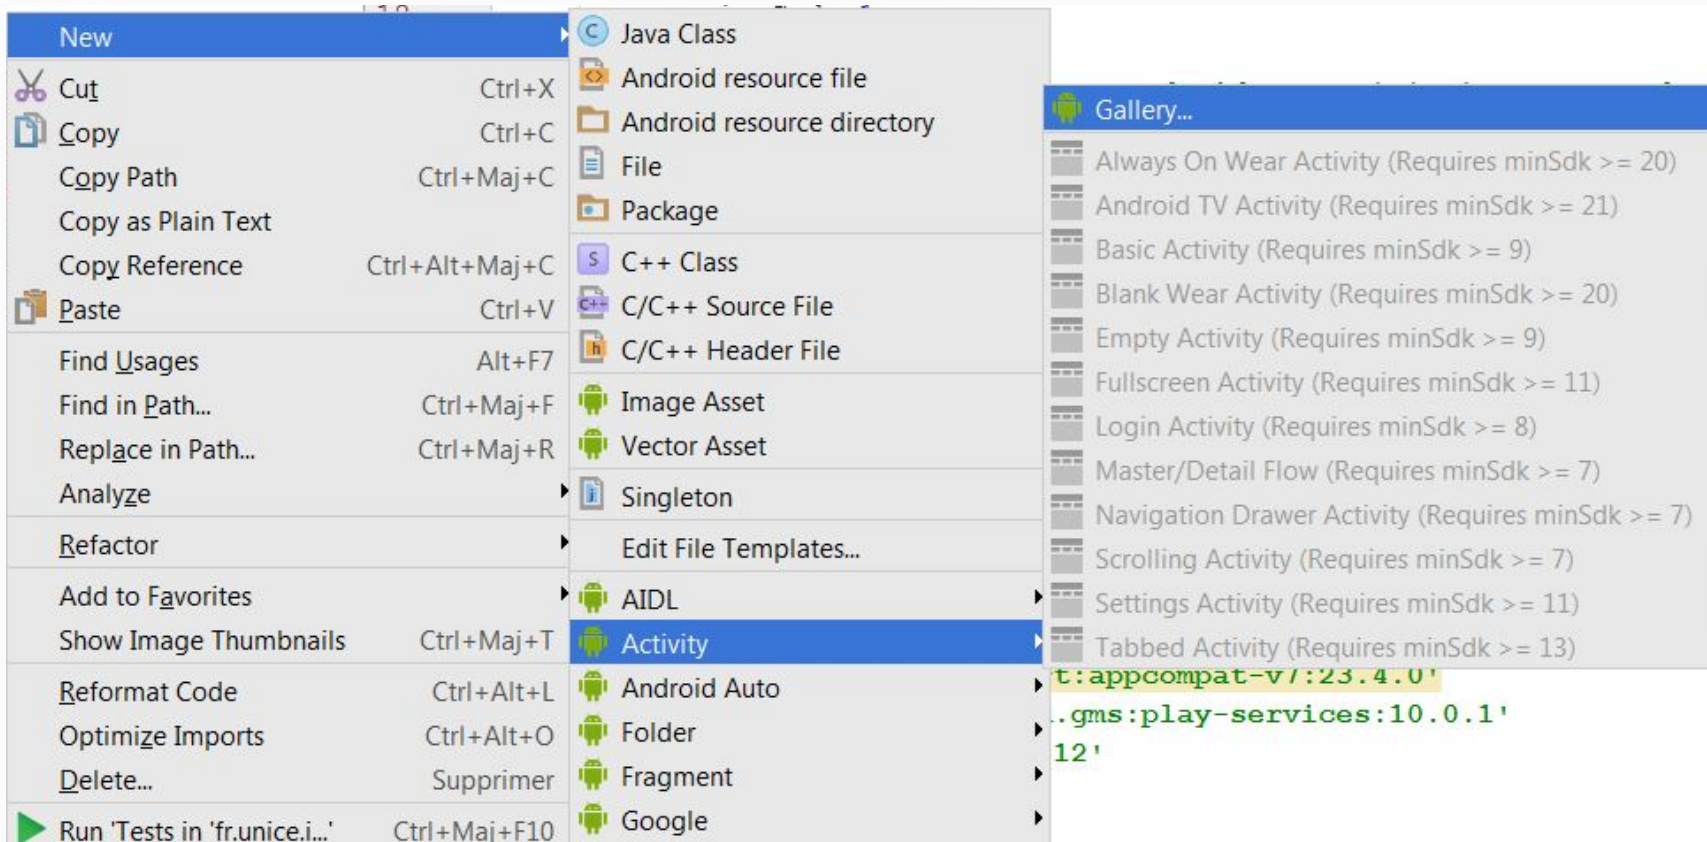 New
Cut Ctrl+X
Copy Ctrl+C
Copy Path Ctrl+Maj+C
Copy as Plain Text
Copy Reference Ctrl+Alt+Maj+C
Paste Ctrl+V
Find Usages Alt+F7
Find in Path... Ctrl+Maj+F
Replace in Path... Ctrl+Maj+R
Analyze
Refactor
Add to Favorites
Show Image Thumbnails Ctrl+Maj+T
Reformat Code Ctrl+Alt+L
Optimize Imports Ctrl+Alt+O
Delete... Supprimer
Run 'Tests in 'fr.unice.i...' Ctrl+Maj+F10
C Java Class
Android resource file
Android resource directory
File
Package
S C++ Class
C++ C/C++ Source File
h C/C++ Header File
Image Asset
Vector Asset
j Singleton
Edit File Templates...
AIDL
Activity
Android Auto
Folder
Fragment
Google
Gallery...
Always On Wear Activity (Requires minSdk >= 20)
Android TV Activity (Requires minSdk >= 21)
Basic Activity (Requires minSdk >= 9)
Blank Wear Activity (Requires minSdk >= 20)
Empty Activity (Requires minSdk >= 9)
Fullscreen Activity (Requires minSdk >= 11)
Login Activity (Requires minSdk >= 8)
Master/Detail Flow (Requires minSdk >= 7)
Navigation Drawer Activity (Requires minSdk >= 7)
Scrolling Activity (Requires minSdk >= 7)
Settings Activity (Requires minSdk >= 11)
Tabbed Activity (Requires minSdk >= 13)
t:appcompat-v7:23.4.0'
.gms:play-services:10.0.1'
12'